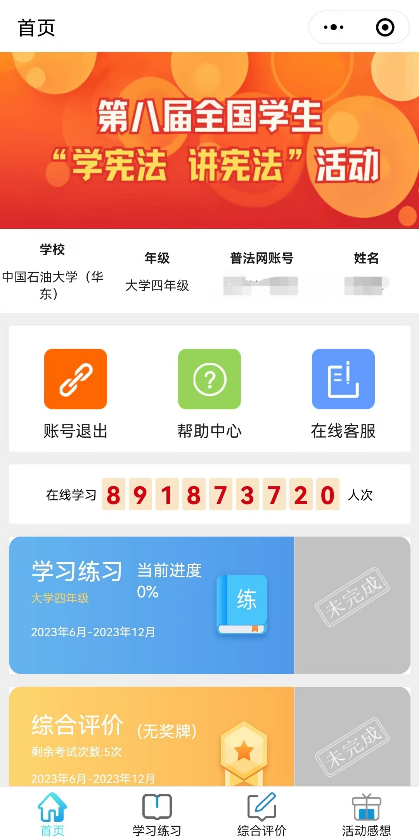 首页
第八届全国学生
“学宪法 讲宪法”活动
学校
年级
普法网账号
姓名
中国石油大学（华
东）
大学四年级
账号退出
帮助中心
在线客服
在线学习 891873720 人次
学习练习
当前进度
0%
大学四年级
2023年6月-2023年12月
练
未完成
综合评价
(无奖牌)
剩余考试次数:5次
2023年6月-2023年12月
未完成
首页
学习练习
综合评价
活动感想